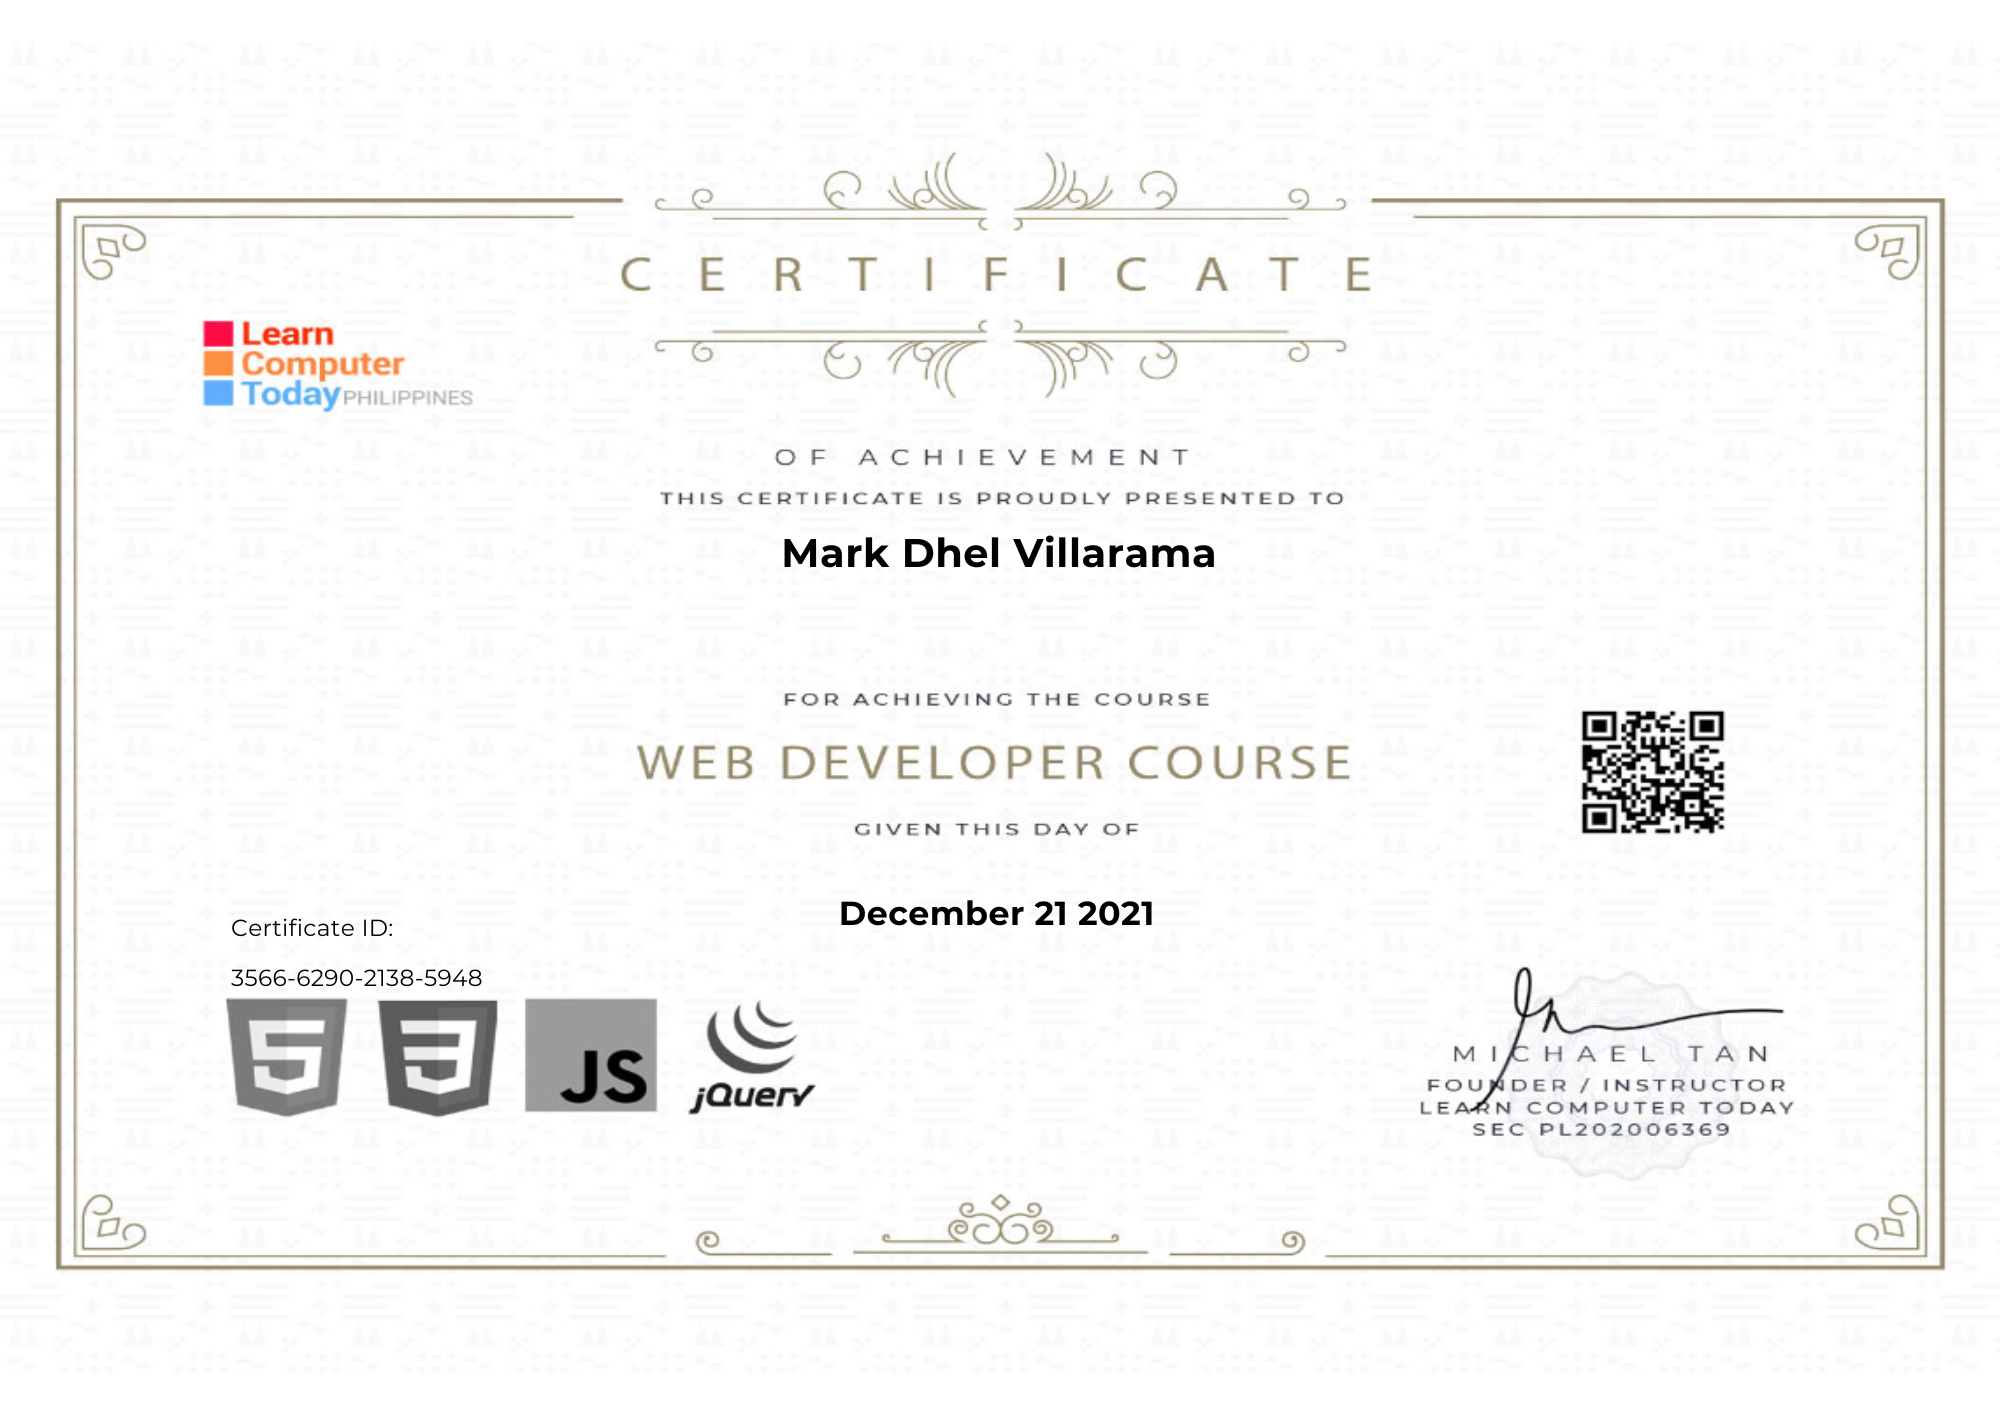 CERTIFICATE
Learn
Computer
Today PHILIPPINES
OF ACHIEVEMENT
THIS CERTIFICATE IS PROUDLY PRESENTED TO
Mark Dhel Villarama
FOR ACHIEVING THE COURSE
WEB DEVELOPER COURSE
GIVEN THIS DAY OF
December 21 2021
Certificate ID:
3566-6290-2138-5948
JS
jQuery
MICHAEL TAN
FOUNDER / INSTRUCTOR
LEARN COMPUTER TODAY
SEC PL202006369